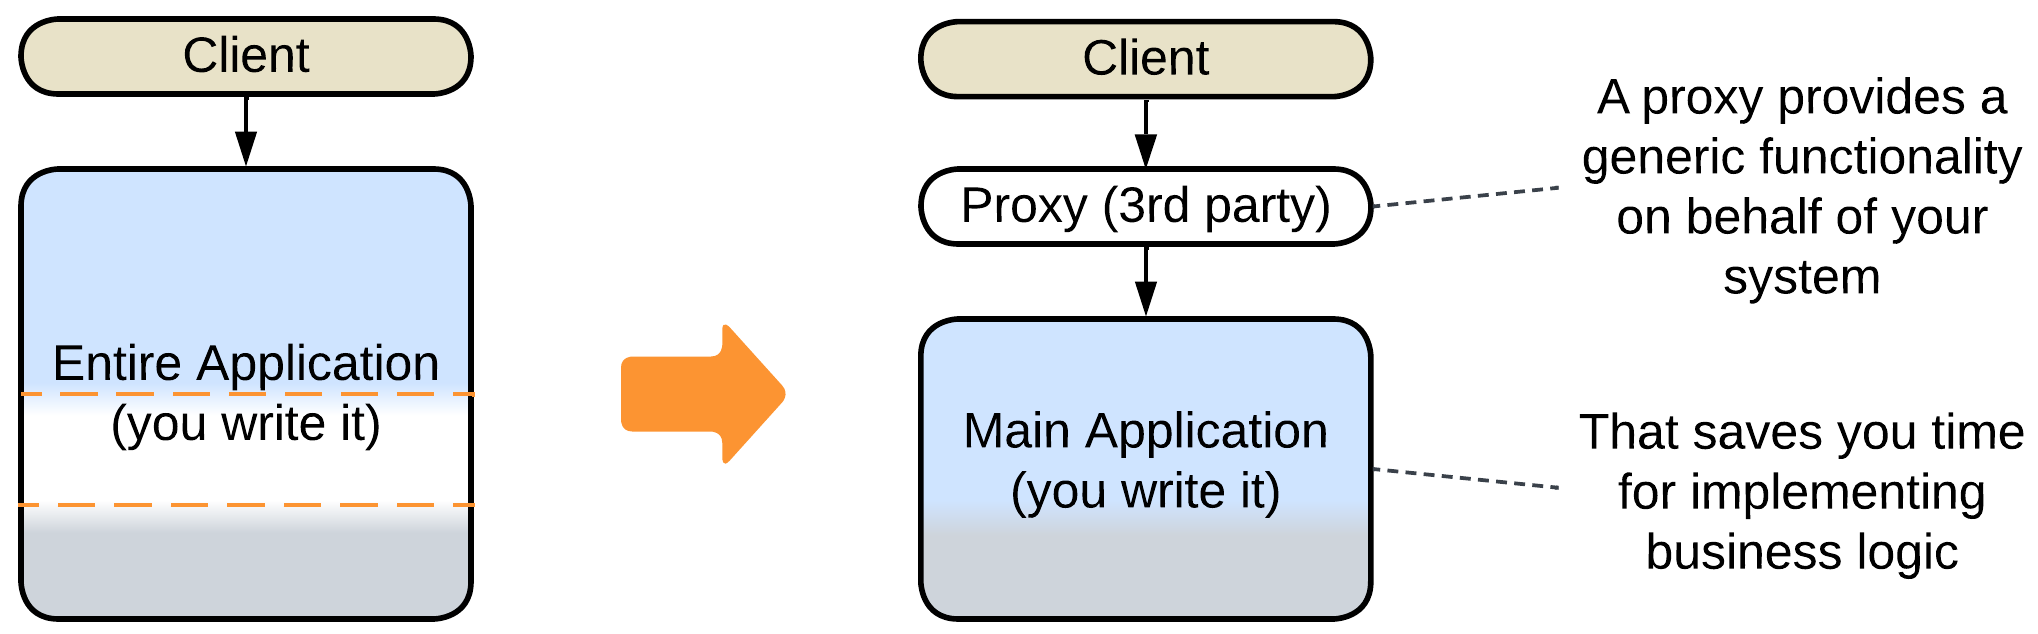 Client
Entire Application
(you write it)
Client
Proxy (3rd party)
Main Application
(you write it)
A proxy provides a
generic functionality
on behalf of your
system
That saves you time
for implementing
business logic